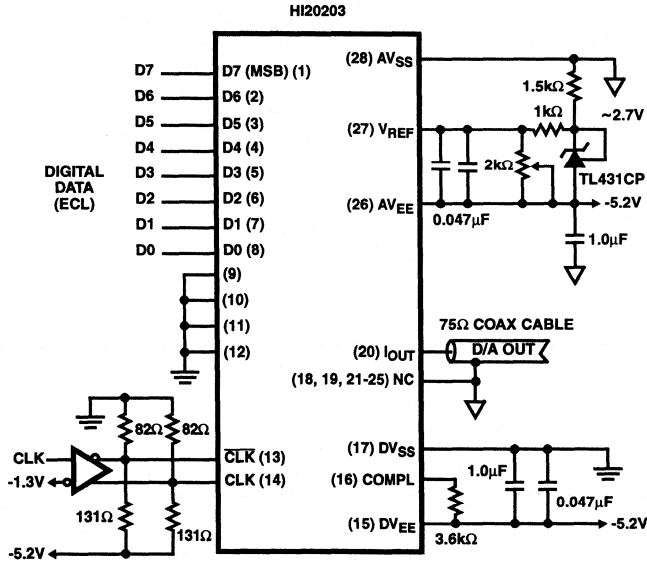 HI20203
D7 D7 (MSB) (1)
D6 D6 (2)
D5 D5 (3)
D4 D4 (4)
D3 D3 (5)
D2 D2 (6)
D1 D1 (7)
D0 D0 (8)
DIGITAL
DATA
(ECL)
(9)
(10)
(11)
(12)
82Ω 82Ω
CLK
CLK (13)
CLK (14)
-1.3V
131Ω
131Ω
-5.2V
(28) AVSS
1.5kΩ
1kΩ
~2.7V
(27) VREF
2kΩ
TL431CP
(26) AVEE
-5.2V
0.047μF
1.0μF
75Ω COAX CABLE
(20) IOUT
D/A OUT
(18, 19, 21-25) NC
(17) DVSS
1.0μF
(16) COMPL
0.047μF
(15) DVEE
-5.2V
3.6kΩ